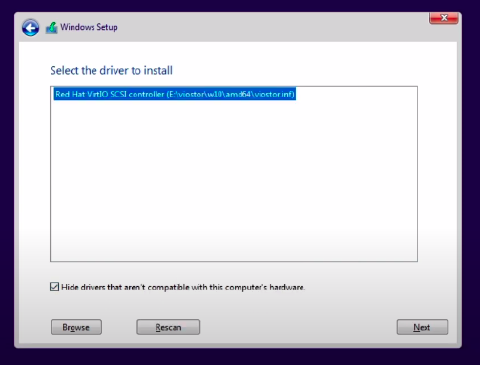 Windows Setup
Select the driver to install
Red Hat VirtIO SCSI controller (E:\viostor\w10\amd64\viostor.inf)
Hide drivers that aren't compatible with this computer's hardware.
Browse
Rescan
Next